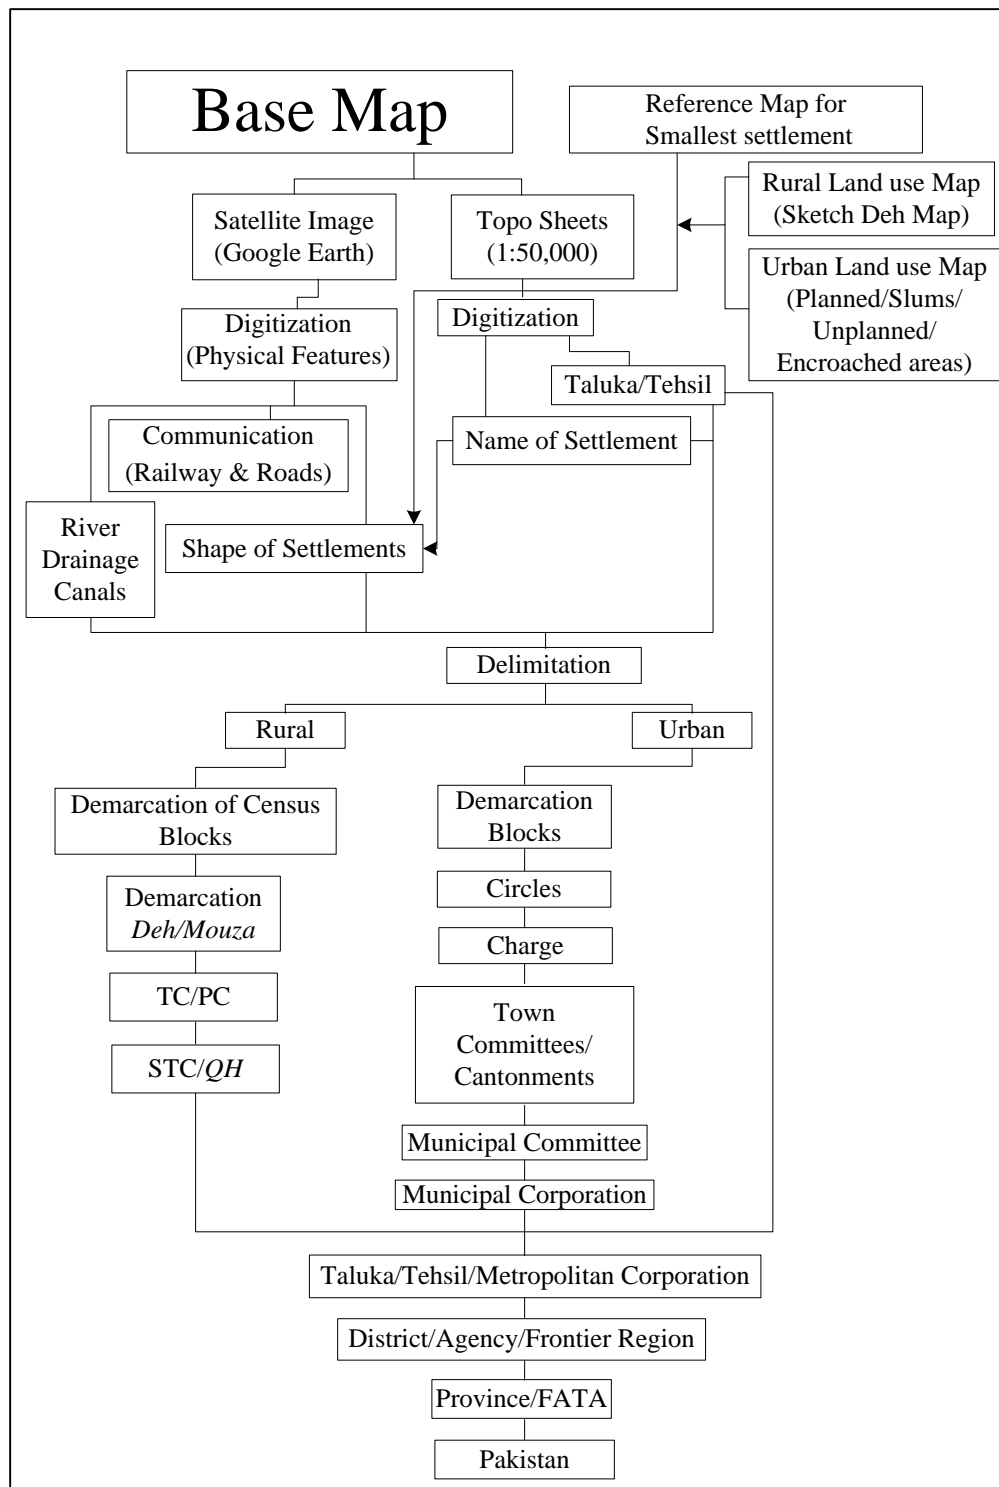 Base Map
Reference Map for
Smallest settlement
Rural Land use Map
(Sketch Deh Map)
Satellite Image
(Google Earth)
Topo Sheets
(1:50,000)
Urban Land use Map
(Planned/Slums/
Unplanned/
Encroached areas)
Digitization
(Physical Features)
Digitization
Taluka/Tehsil
Communication
(Railway & Roads)
Name of Settlement
River
Drainage
Canals
Shape of Settlements
Delimitation
Rural
Urban
Demarcation of Census
Blocks
Demarcation
Blocks
Demarcation
Deh/Mouza
Circles
Charge
TC/PC
Town
Committees/
Cantonments
STC/QH
Municipal Committee
Municipal Corporation
Taluka/Tehsil/Metropolitan Corporation
District/Agency/Frontier Region
Province/FATA
Pakistan